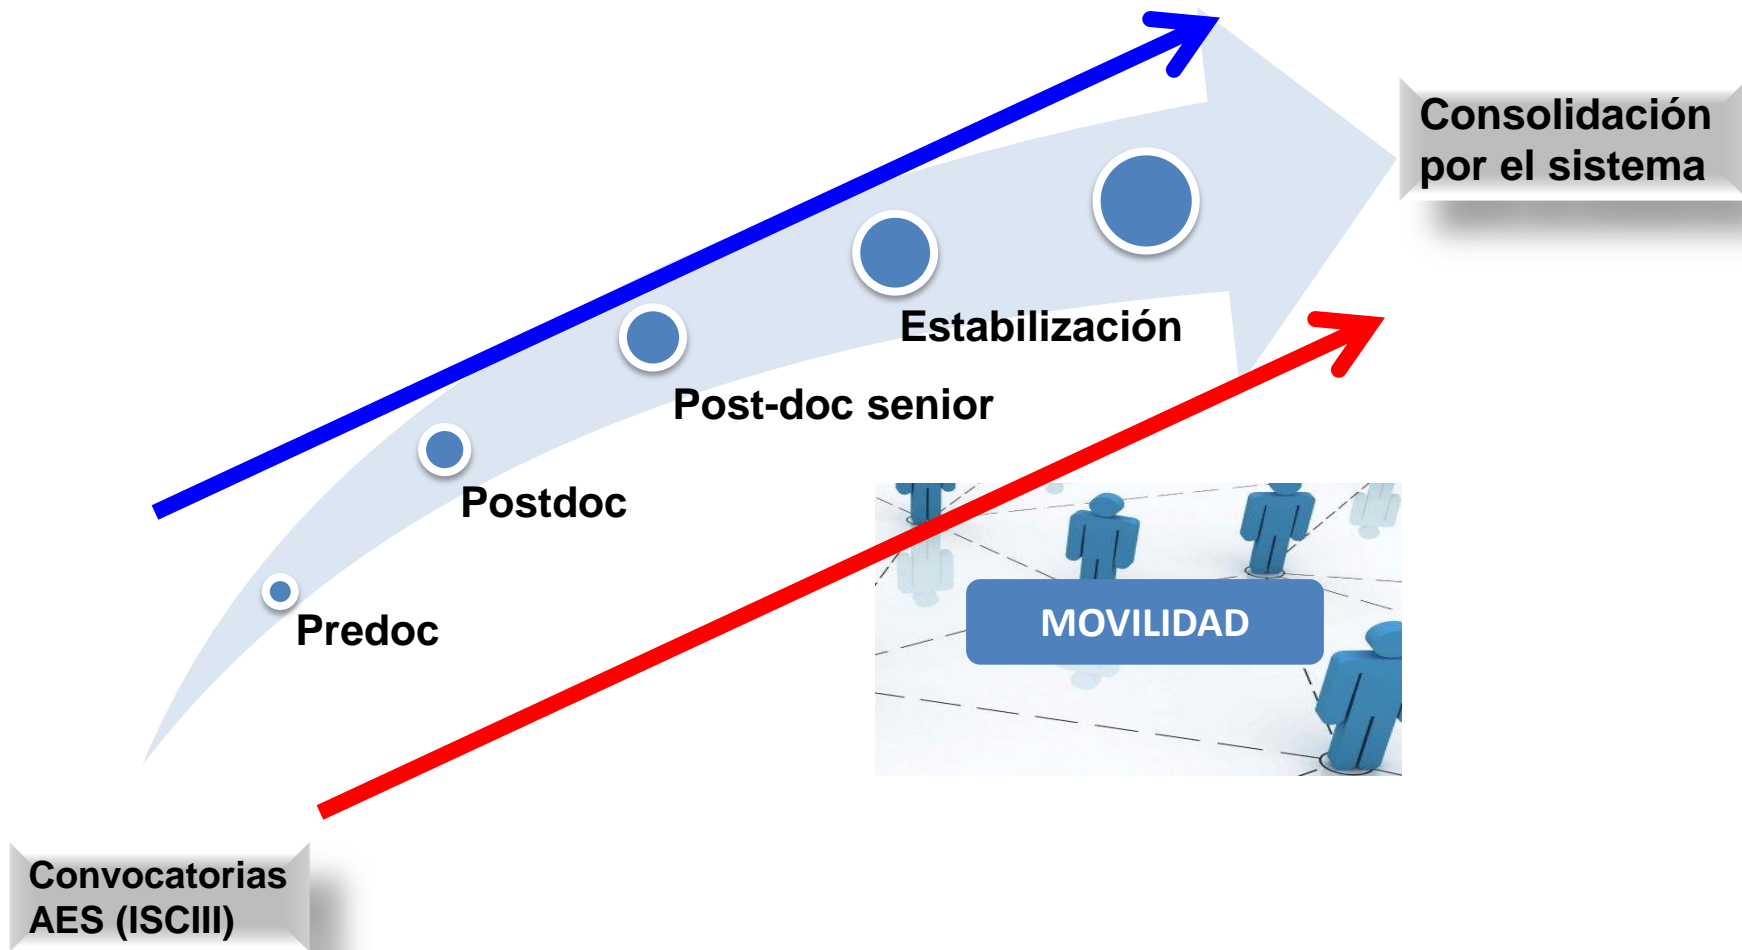 Consolidación
por el sistema
Estabilización
Post-doc senior
Postdoc
Predoc
MOVILIDAD
Convocatorias
AES (ISCIII)